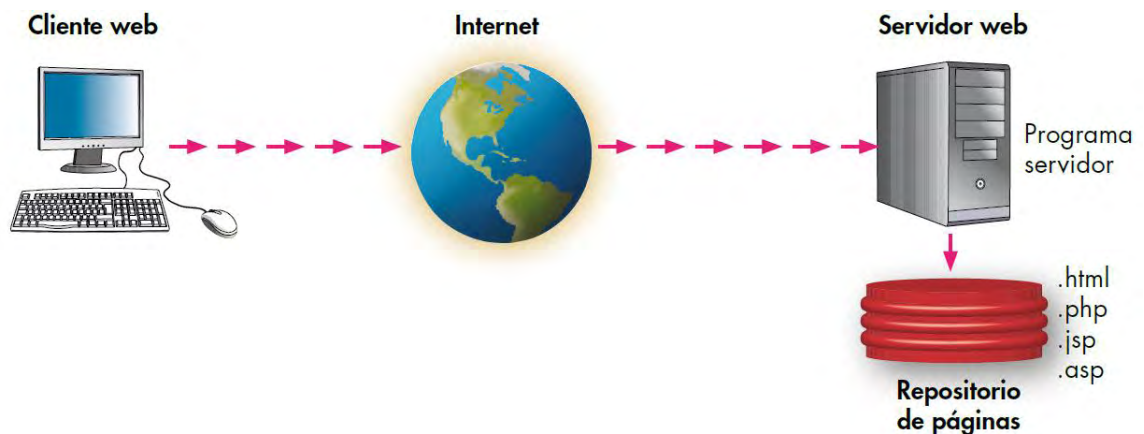 Cliente web
Internet
Servidor web
Programa
servidor
.html
.php
.jsp
.asp
Repositorio
de páginas